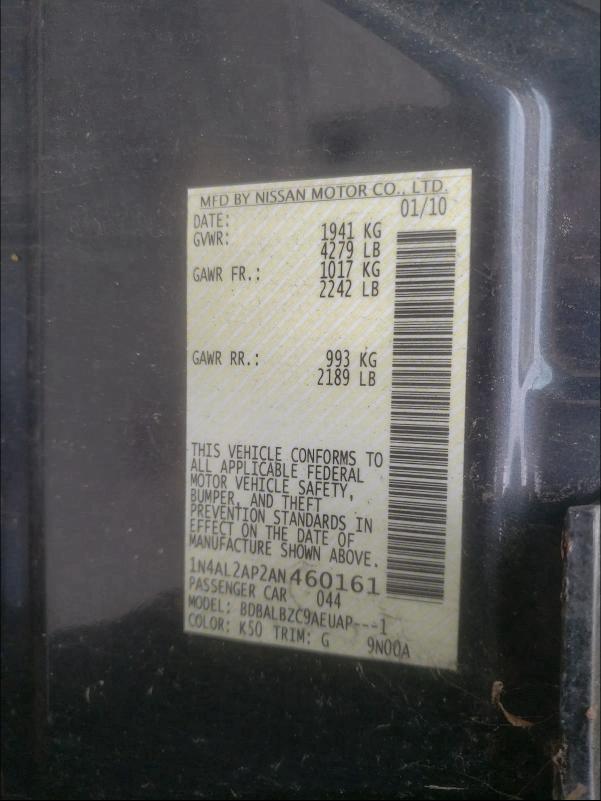 MFD BY NISSAN MOTOR CO., LTD.
DATE: 01/10
GVWR: 1941 KG
4279 LB
GAWR FR.: 1017 KG
2242 LB
GAWR RR.: 993 KG
2189 LB
THIS VEHICLE CONFORMS TO
ALL APPLICABLE FEDERAL
MOTOR VEHICLE SAFETY,
BUMPER, AND THEFT
PREVENTION STANDARDS IN
EFFECT ON THE DATE OF
MANUFACTURE SHOWN ABOVE.
1N4AL2AP2AN460161
PASSENGER CAR 044
MODEL: BDBALBZC9AEUAP---1
COLOR: K50 TRIM: G 9N00A